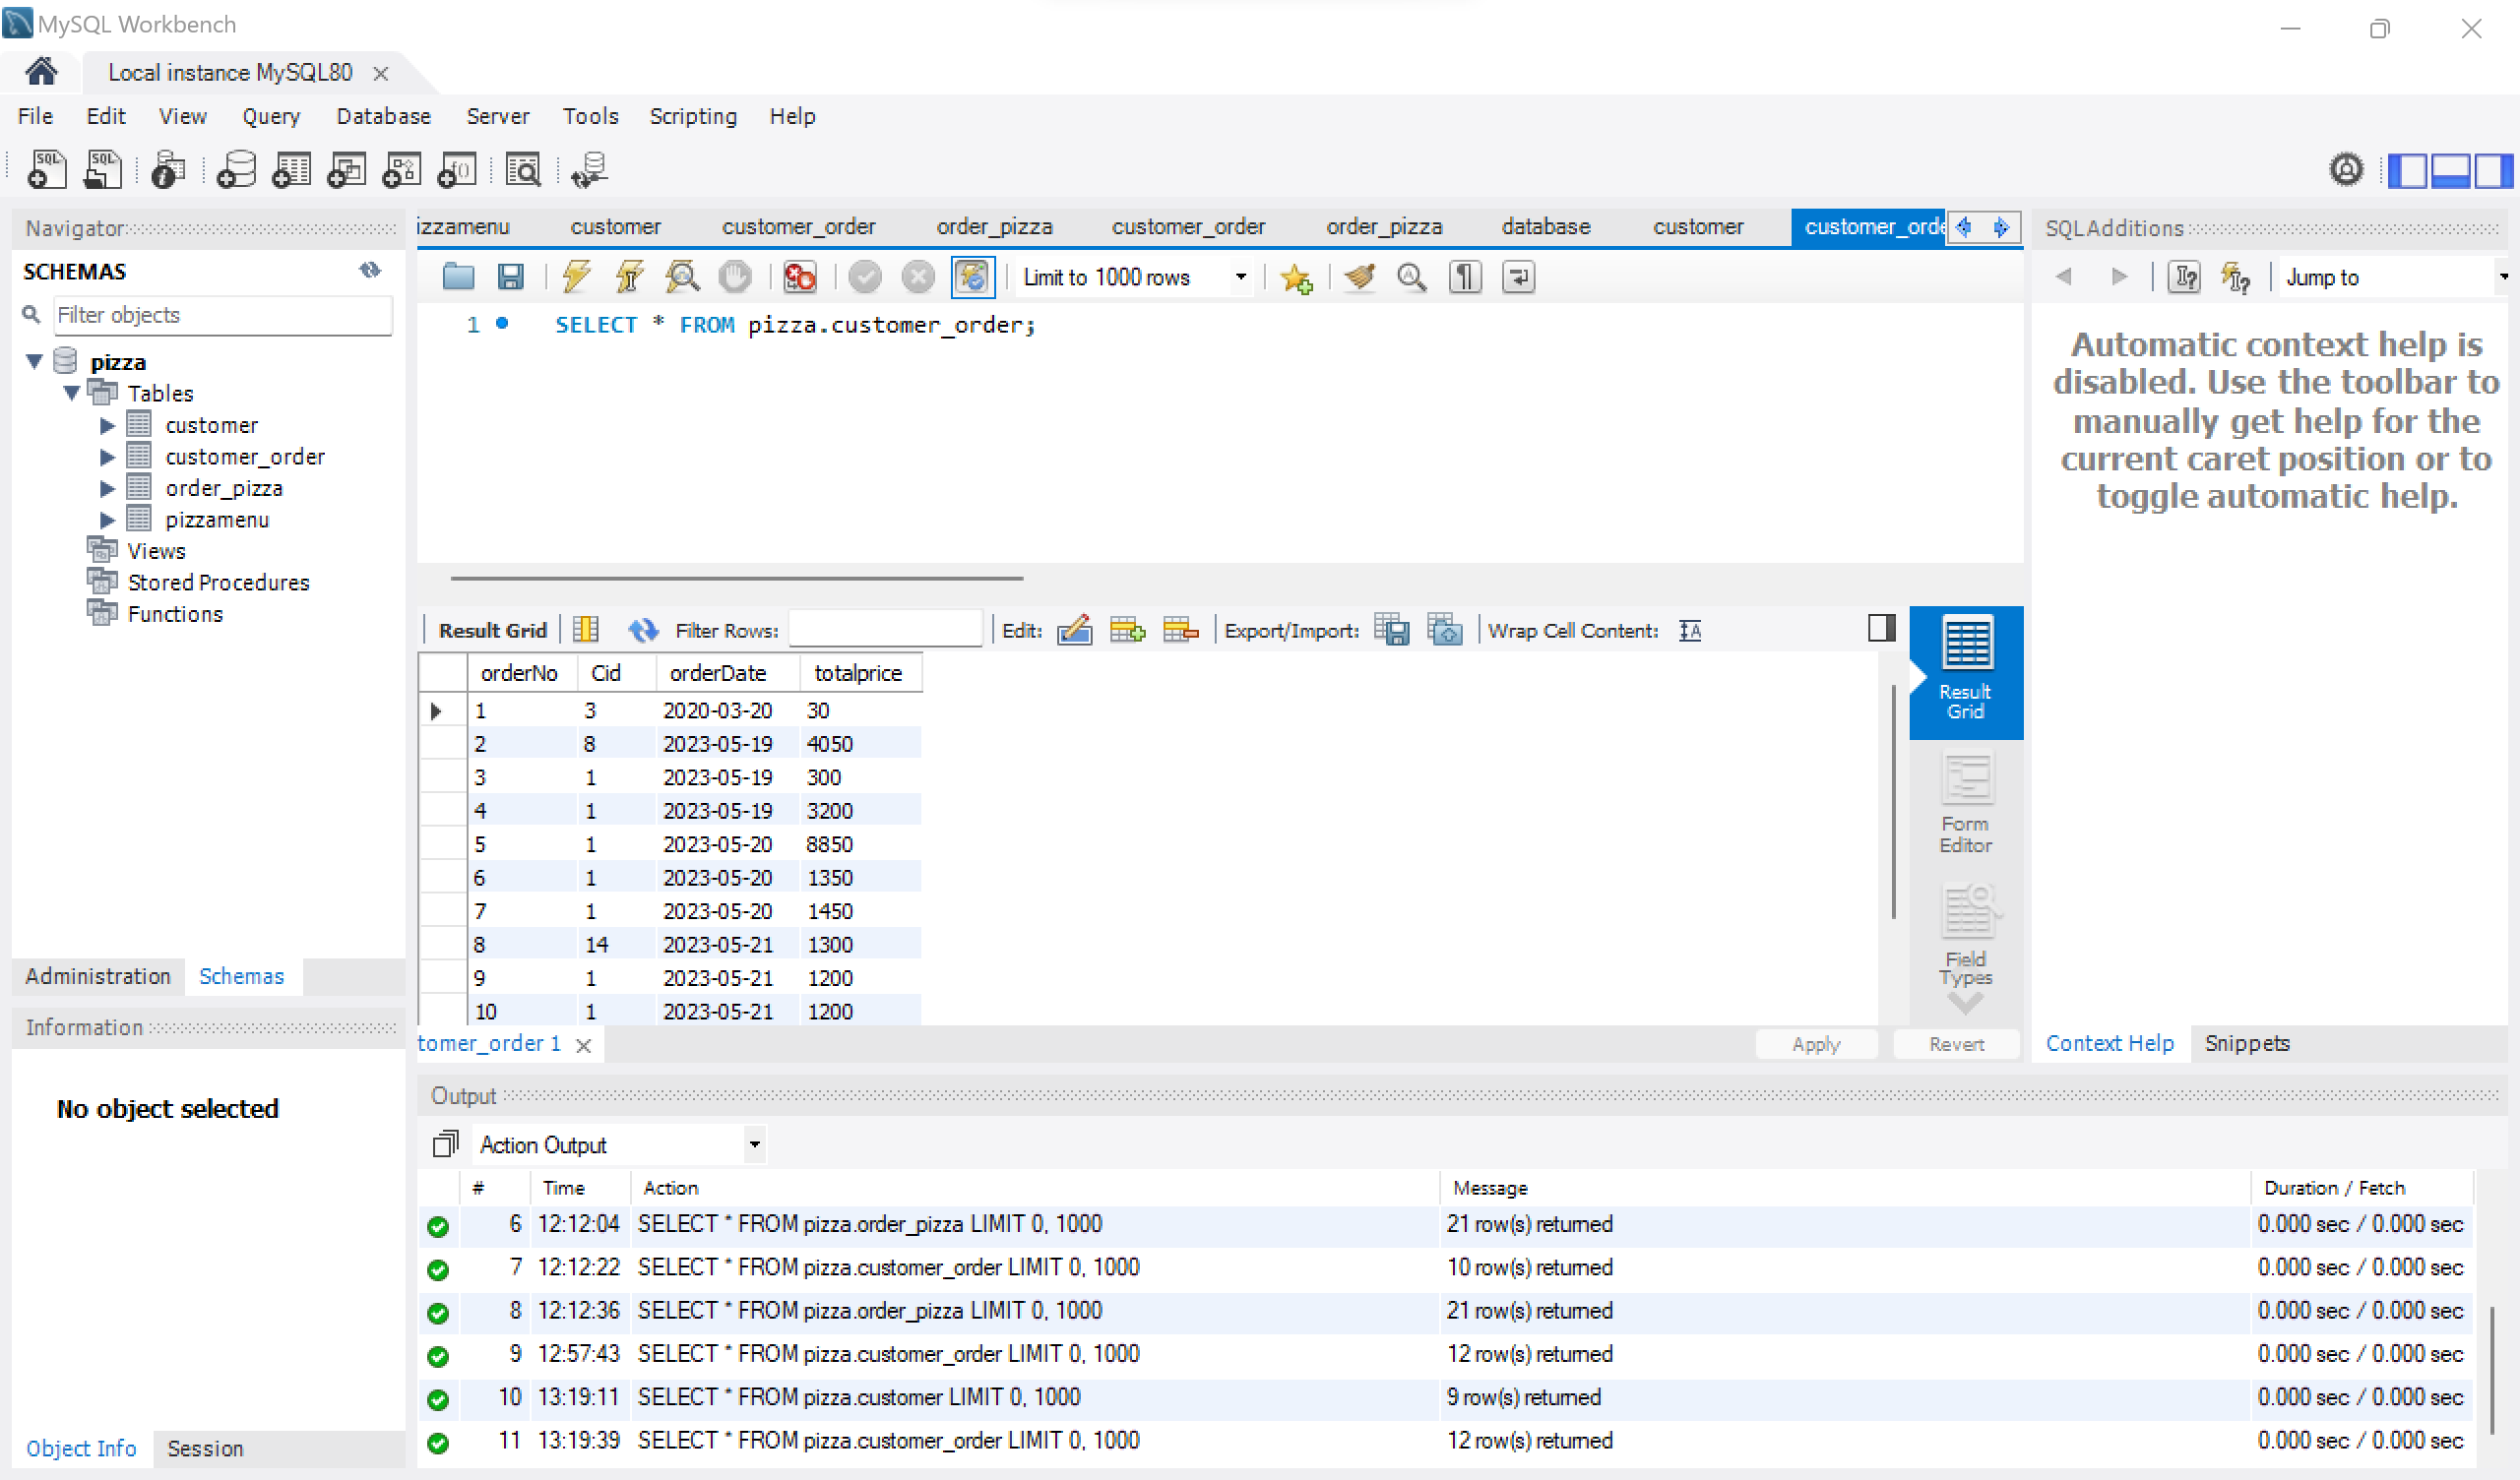 MySQL Workbench
Local instance MySQL80
File Edit View Query Database Server Tools Scripting Help
Navigator
SCHEMAS
Filter objects
pizza
Tables
customer
customer_order
order_pizza
pizzamenu
Views
Stored Procedures
Functions
Administration Schemas
Information
No object selected
Object Info Session
izzamenu customer customer_order order_pizza customer_order order_pizza database customer customer_orde
Limit to 1000 rows
1 SELECT * FROM pizza.customer_order;
Result Grid Filter Rows: Edit: Export/Import: Wrap Cell Content:
orderNo Cid orderDate totalprice
1 3 2020-03-20 30
2 8 2023-05-19 4050
3 1 2023-05-19 300
4 1 2023-05-19 3200
5 1 2023-05-20 8850
6 1 2023-05-20 1350
7 1 2023-05-20 1450
8 14 2023-05-21 1300
9 1 2023-05-21 1200
10 1 2023-05-21 1200
Result
Grid
Form
Editor
Field
Types
tomer_order 1
Apply Revert
SQLAdditions
Jump to
Automatic context help is
disabled. Use the toolbar to
manually get help for the
current caret position or to
toggle automatic help.
Context Help Snippets
Output
Action Output
# Time Action Message Duration / Fetch
6 12:12:04 SELECT * FROM pizza.order_pizza LIMIT 0, 1000 21 row(s) returned 0.000 sec / 0.000 sec
7 12:12:22 SELECT * FROM pizza.customer_order LIMIT 0, 1000 10 row(s) returned 0.000 sec / 0.000 sec
8 12:12:36 SELECT * FROM pizza.order_pizza LIMIT 0, 1000 21 row(s) returned 0.000 sec / 0.000 sec
9 12:57:43 SELECT * FROM pizza.customer_order LIMIT 0, 1000 12 row(s) returned 0.000 sec / 0.000 sec
10 13:19:11 SELECT * FROM pizza.customer LIMIT 0, 1000 9 row(s) returned 0.000 sec / 0.000 sec
11 13:19:39 SELECT * FROM pizza.customer_order LIMIT 0, 1000 12 row(s) returned 0.000 sec / 0.000 sec